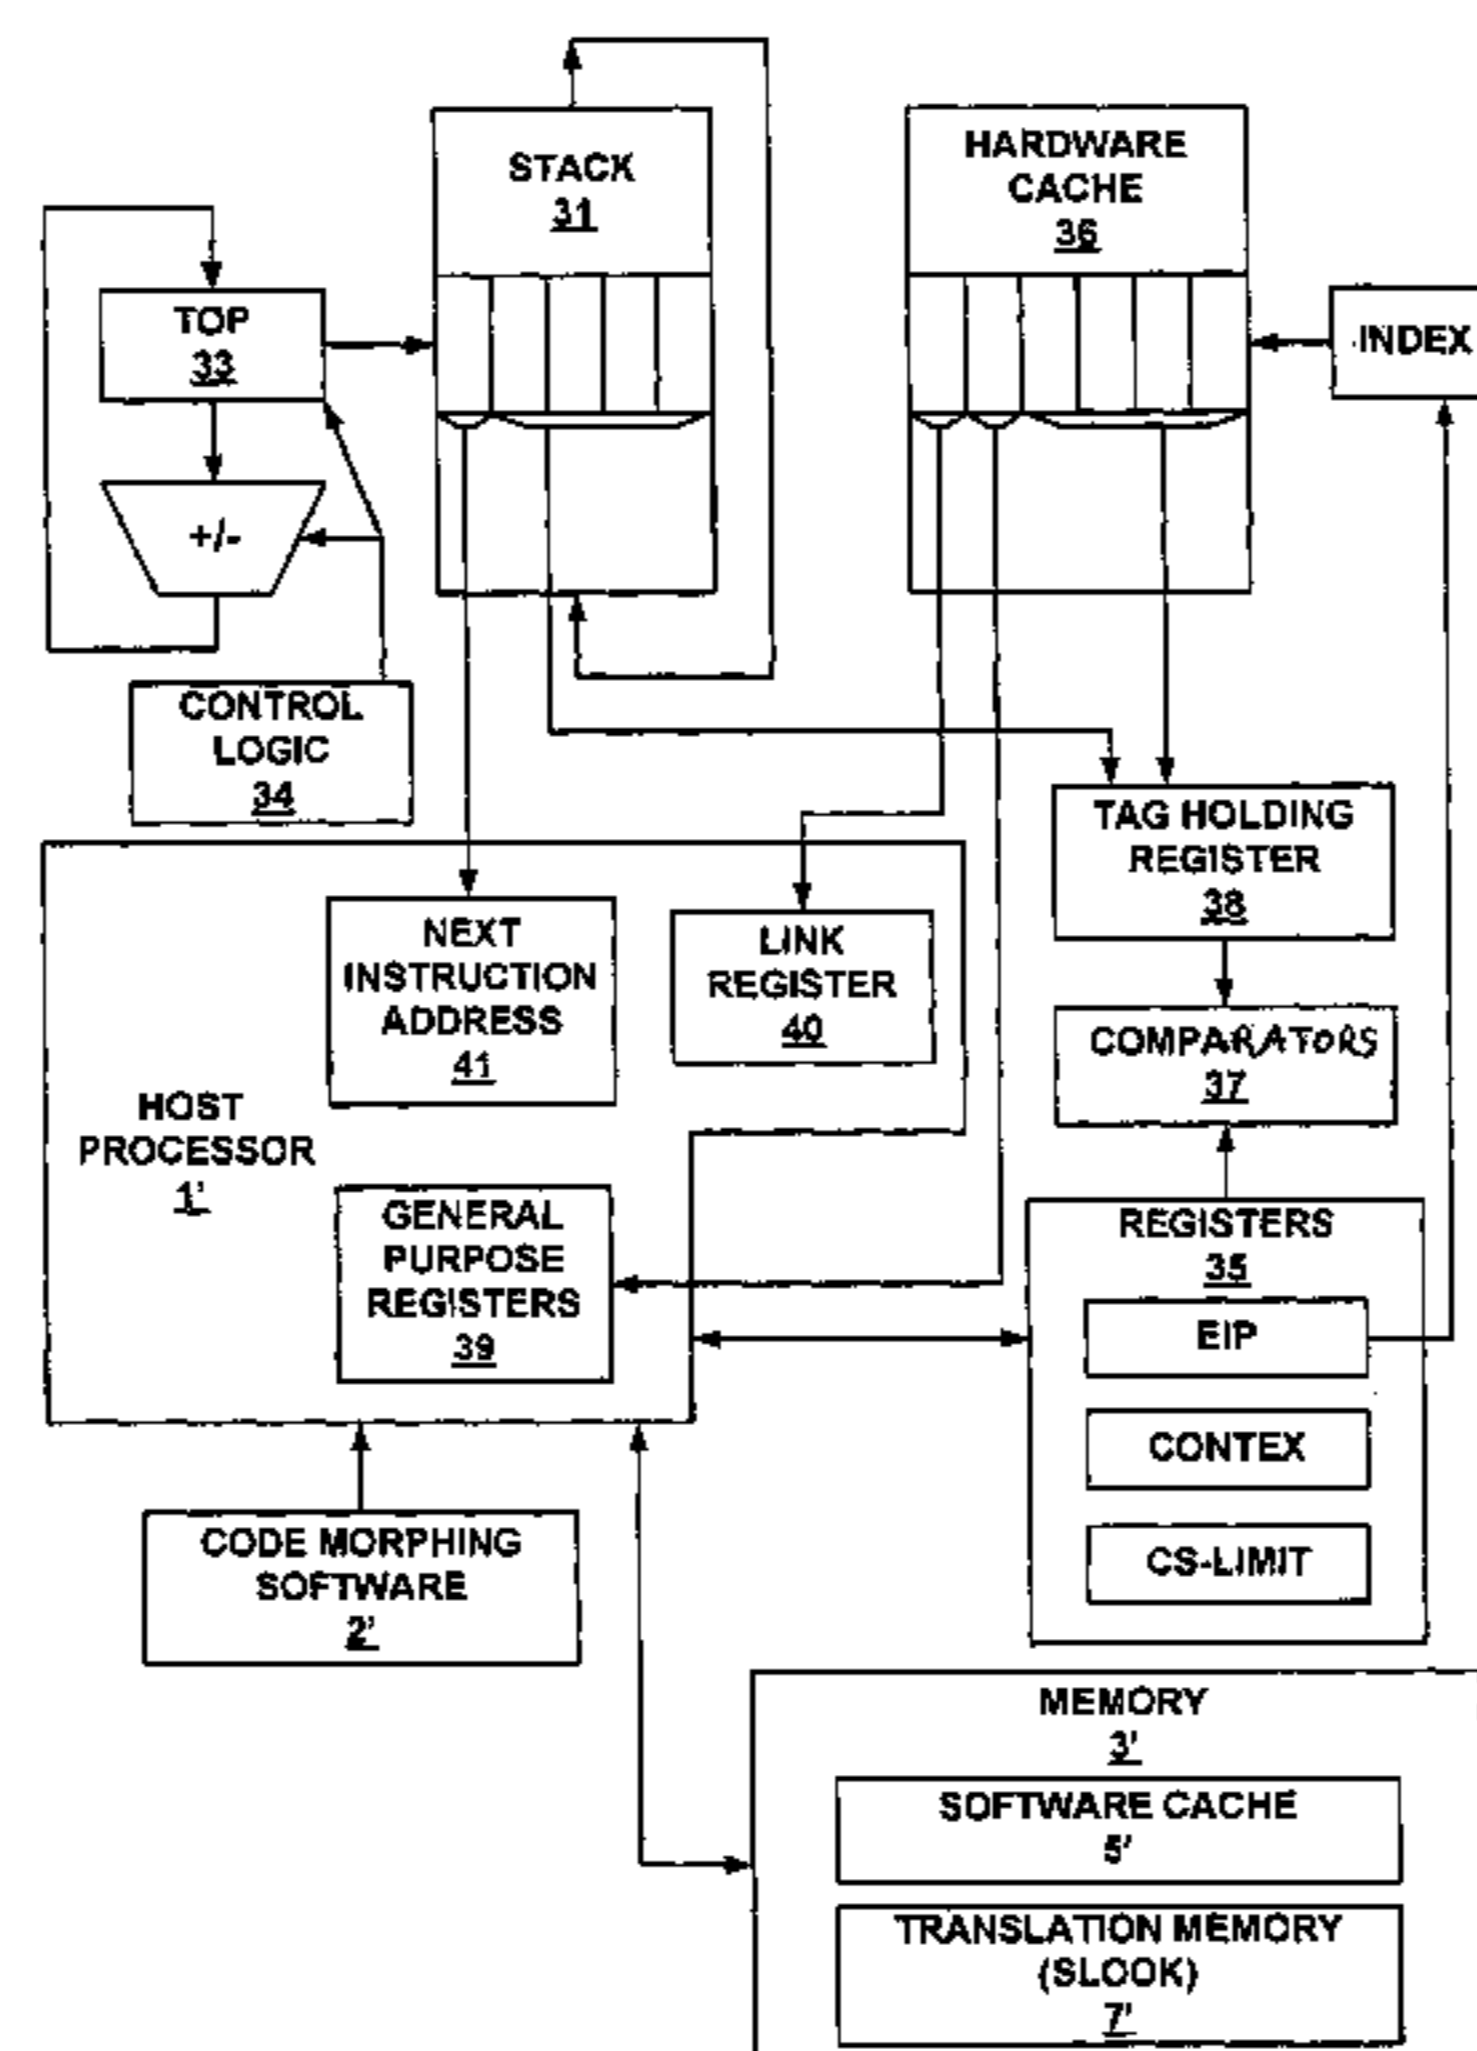 STACK
31
HARDWARE
CACHE
36
TOP
33
INDEX
+/-
CONTROL
LOGIC
34
TAG HOLDING
REGISTER
38
NEXT
INSTRUCTION
ADDRESS
41
LINK
REGISTER
40
COMPARATORS
37
HOST
PROCESSOR
1'
GENERAL
PURPOSE
REGISTERS
39
REGISTERS
35
EIP
CONTEX
CS-LIMIT
CODE MORPHING
SOFTWARE
2'
MEMORY
3'
SOFTWARE CACHE
5'
TRANSLATION MEMORY
(SLOOK)
7'